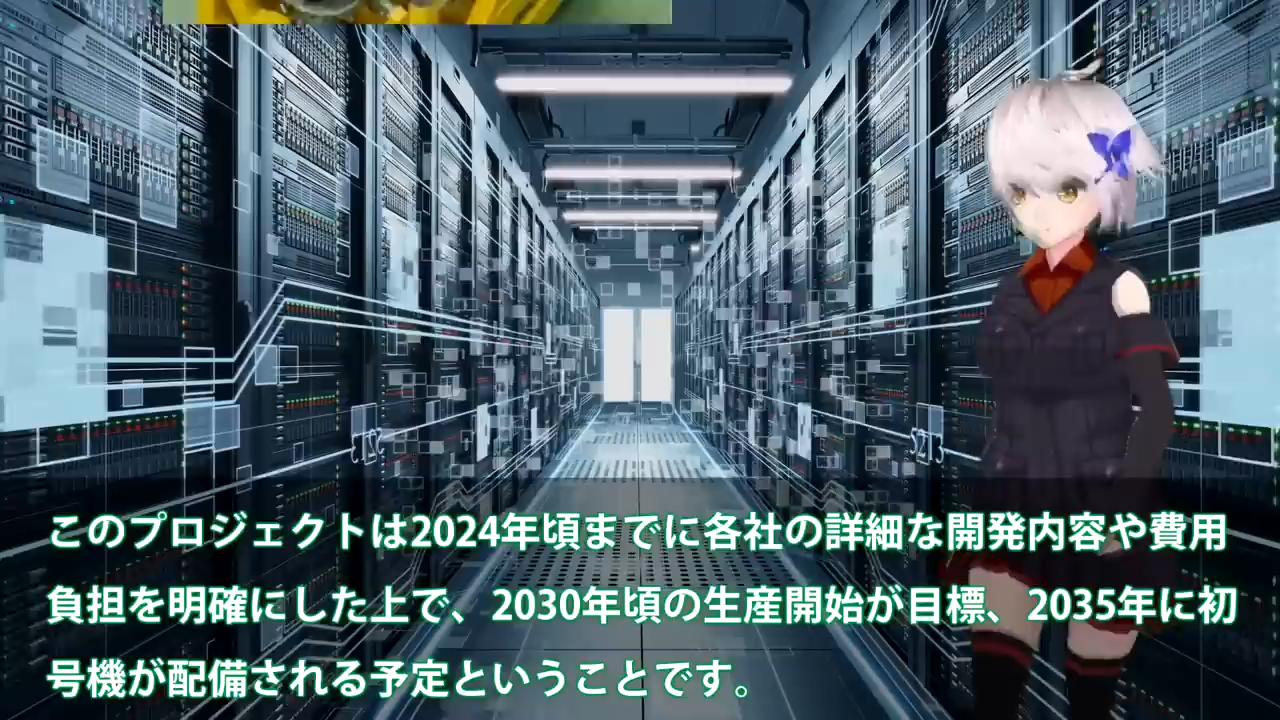 このプロジェクトは2024年頃までに各社の詳細な開発内容や費用
負担を明確にした上で、2030年頃の生産開始が目標、2035年に初
号機が配備される予定ということです。